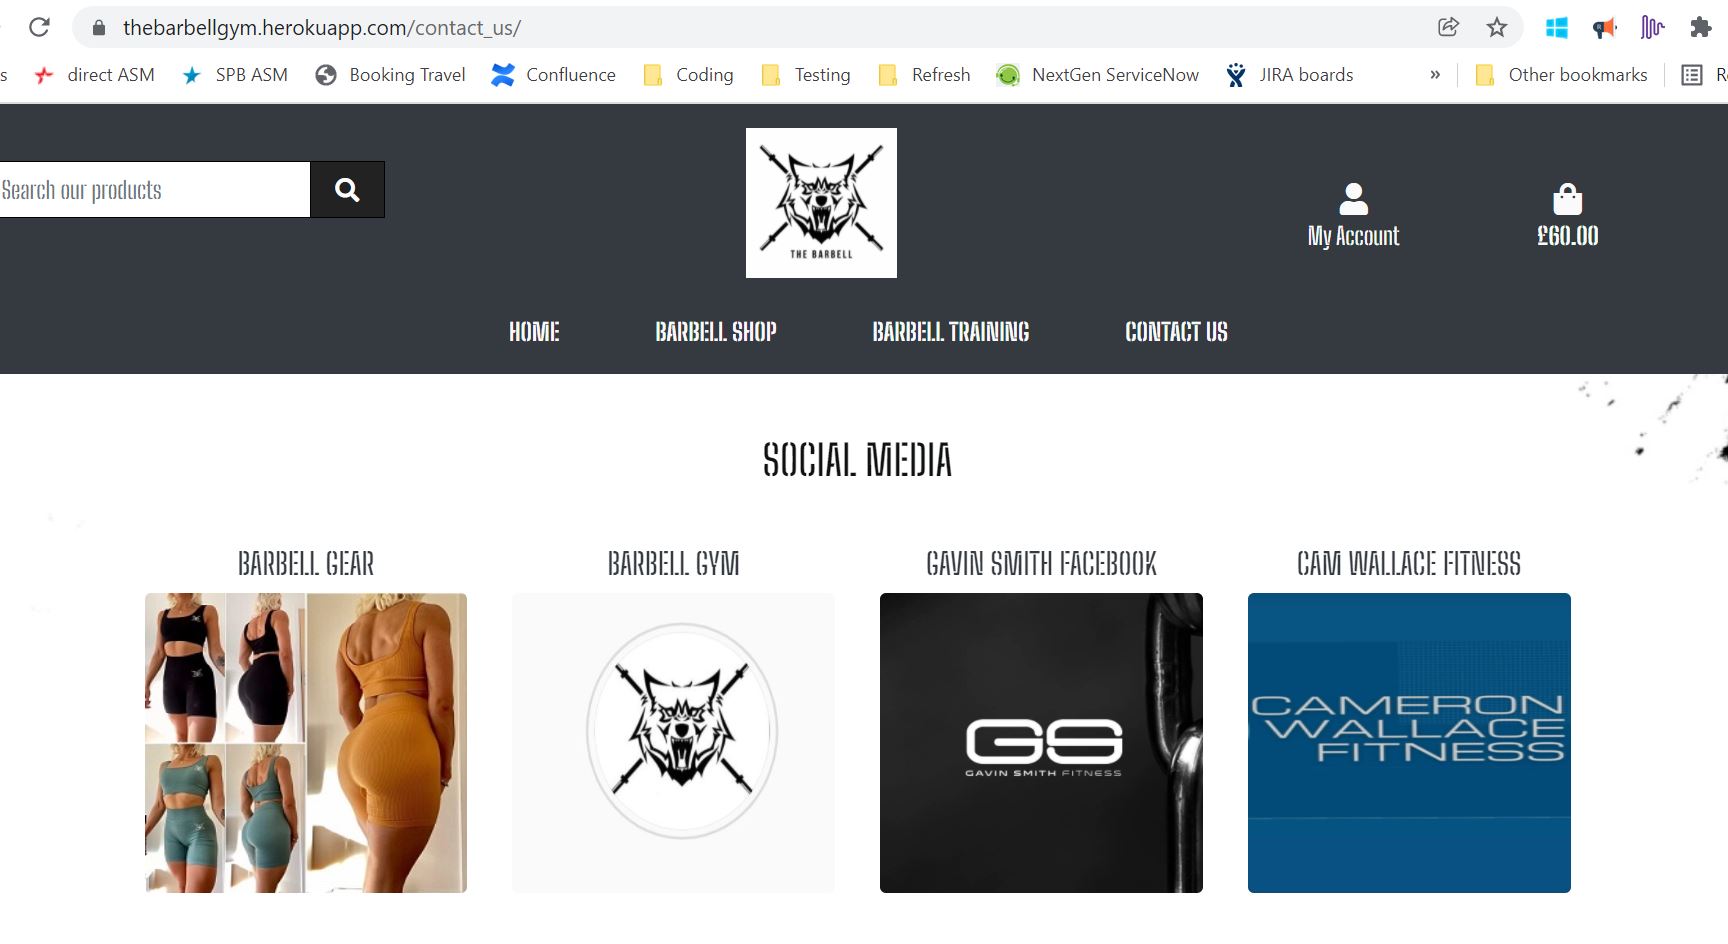 thebarbellgym.herokuapp.com/contact_us/
s direct ASM SPB ASM Booking Travel Confluence Coding Testing Refresh NextGen ServiceNow JIRA boards » Other bookmarks R
Search our products
THE BARBELL
My Account
£60.00
HOME BARBELL SHOP BARBELL TRAINING CONTACT US
SOCIAL MEDIA
BARBELL GEAR
BARBELL GYM
GAVIN SMITH FACEBOOK
CAM WALLACE FITNESS
GS
GAVIN SMITH FITNESS
CAMERON
WALLACE
FITNESS